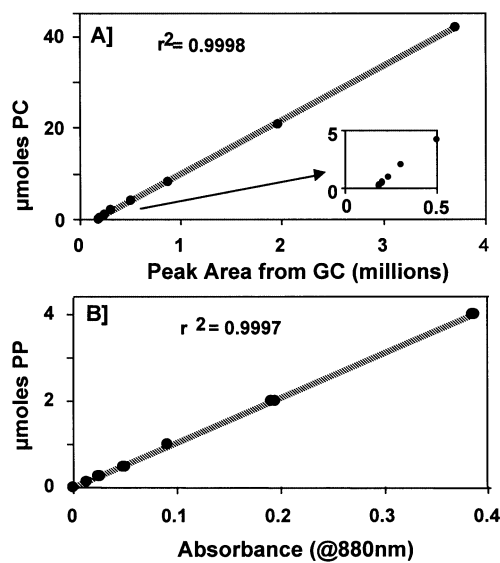 A]
r2= 0.9998
40
20
0
µmoles PC
5
0
0 0.5
0 1 2 3 4
Peak Area from GC (millions)
B]
r 2 = 0.9997
4
2
0
µmoles PP
0 0.1 0.2 0.3 0.4
Absorbance (@880nm)